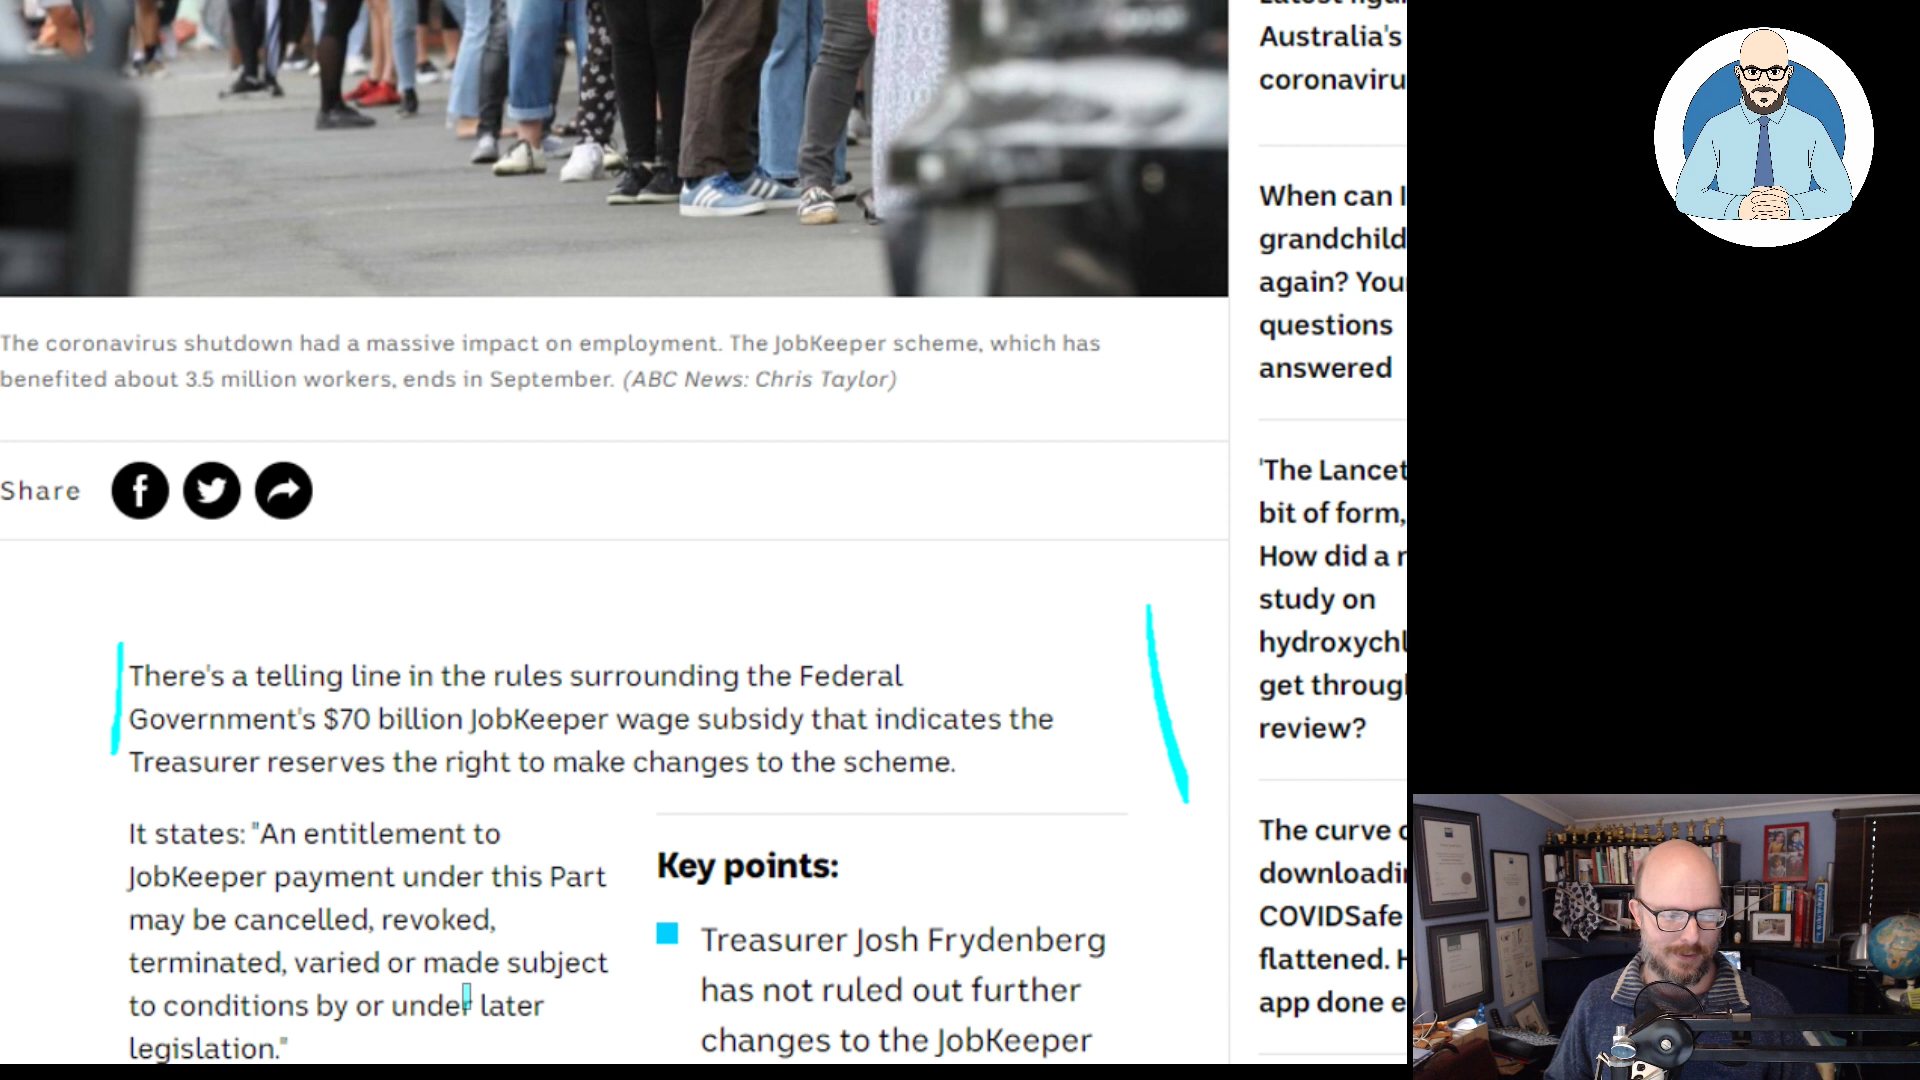 The coronavirus shutdown had a massive impact on employment. The JobKeeper scheme, which has
benefited about 3.5 million workers, ends in September. (ABC News: Chris Taylor)
Share
There's a telling line in the rules surrounding the Federal
Government's $70 billion JobKeeper wage subsidy that indicates the
Treasurer reserves the right to make changes to the scheme.
It states: "An entitlement to
JobKeeper payment under this Part
may be cancelled, revoked,
terminated, varied or made subject
to conditions by or under later
legislation."
Key points:
Treasurer Josh Frydenberg
has not ruled out further
changes to the JobKeeper
Australia's
coronaviru
When can I
grandchild
again? You
questions
answered
'The Lancet
bit of form,
How did a r
study on
hydroxychl
get throug
review?
The curve
downloadi
COVIDSafe
flattened. H
app done e